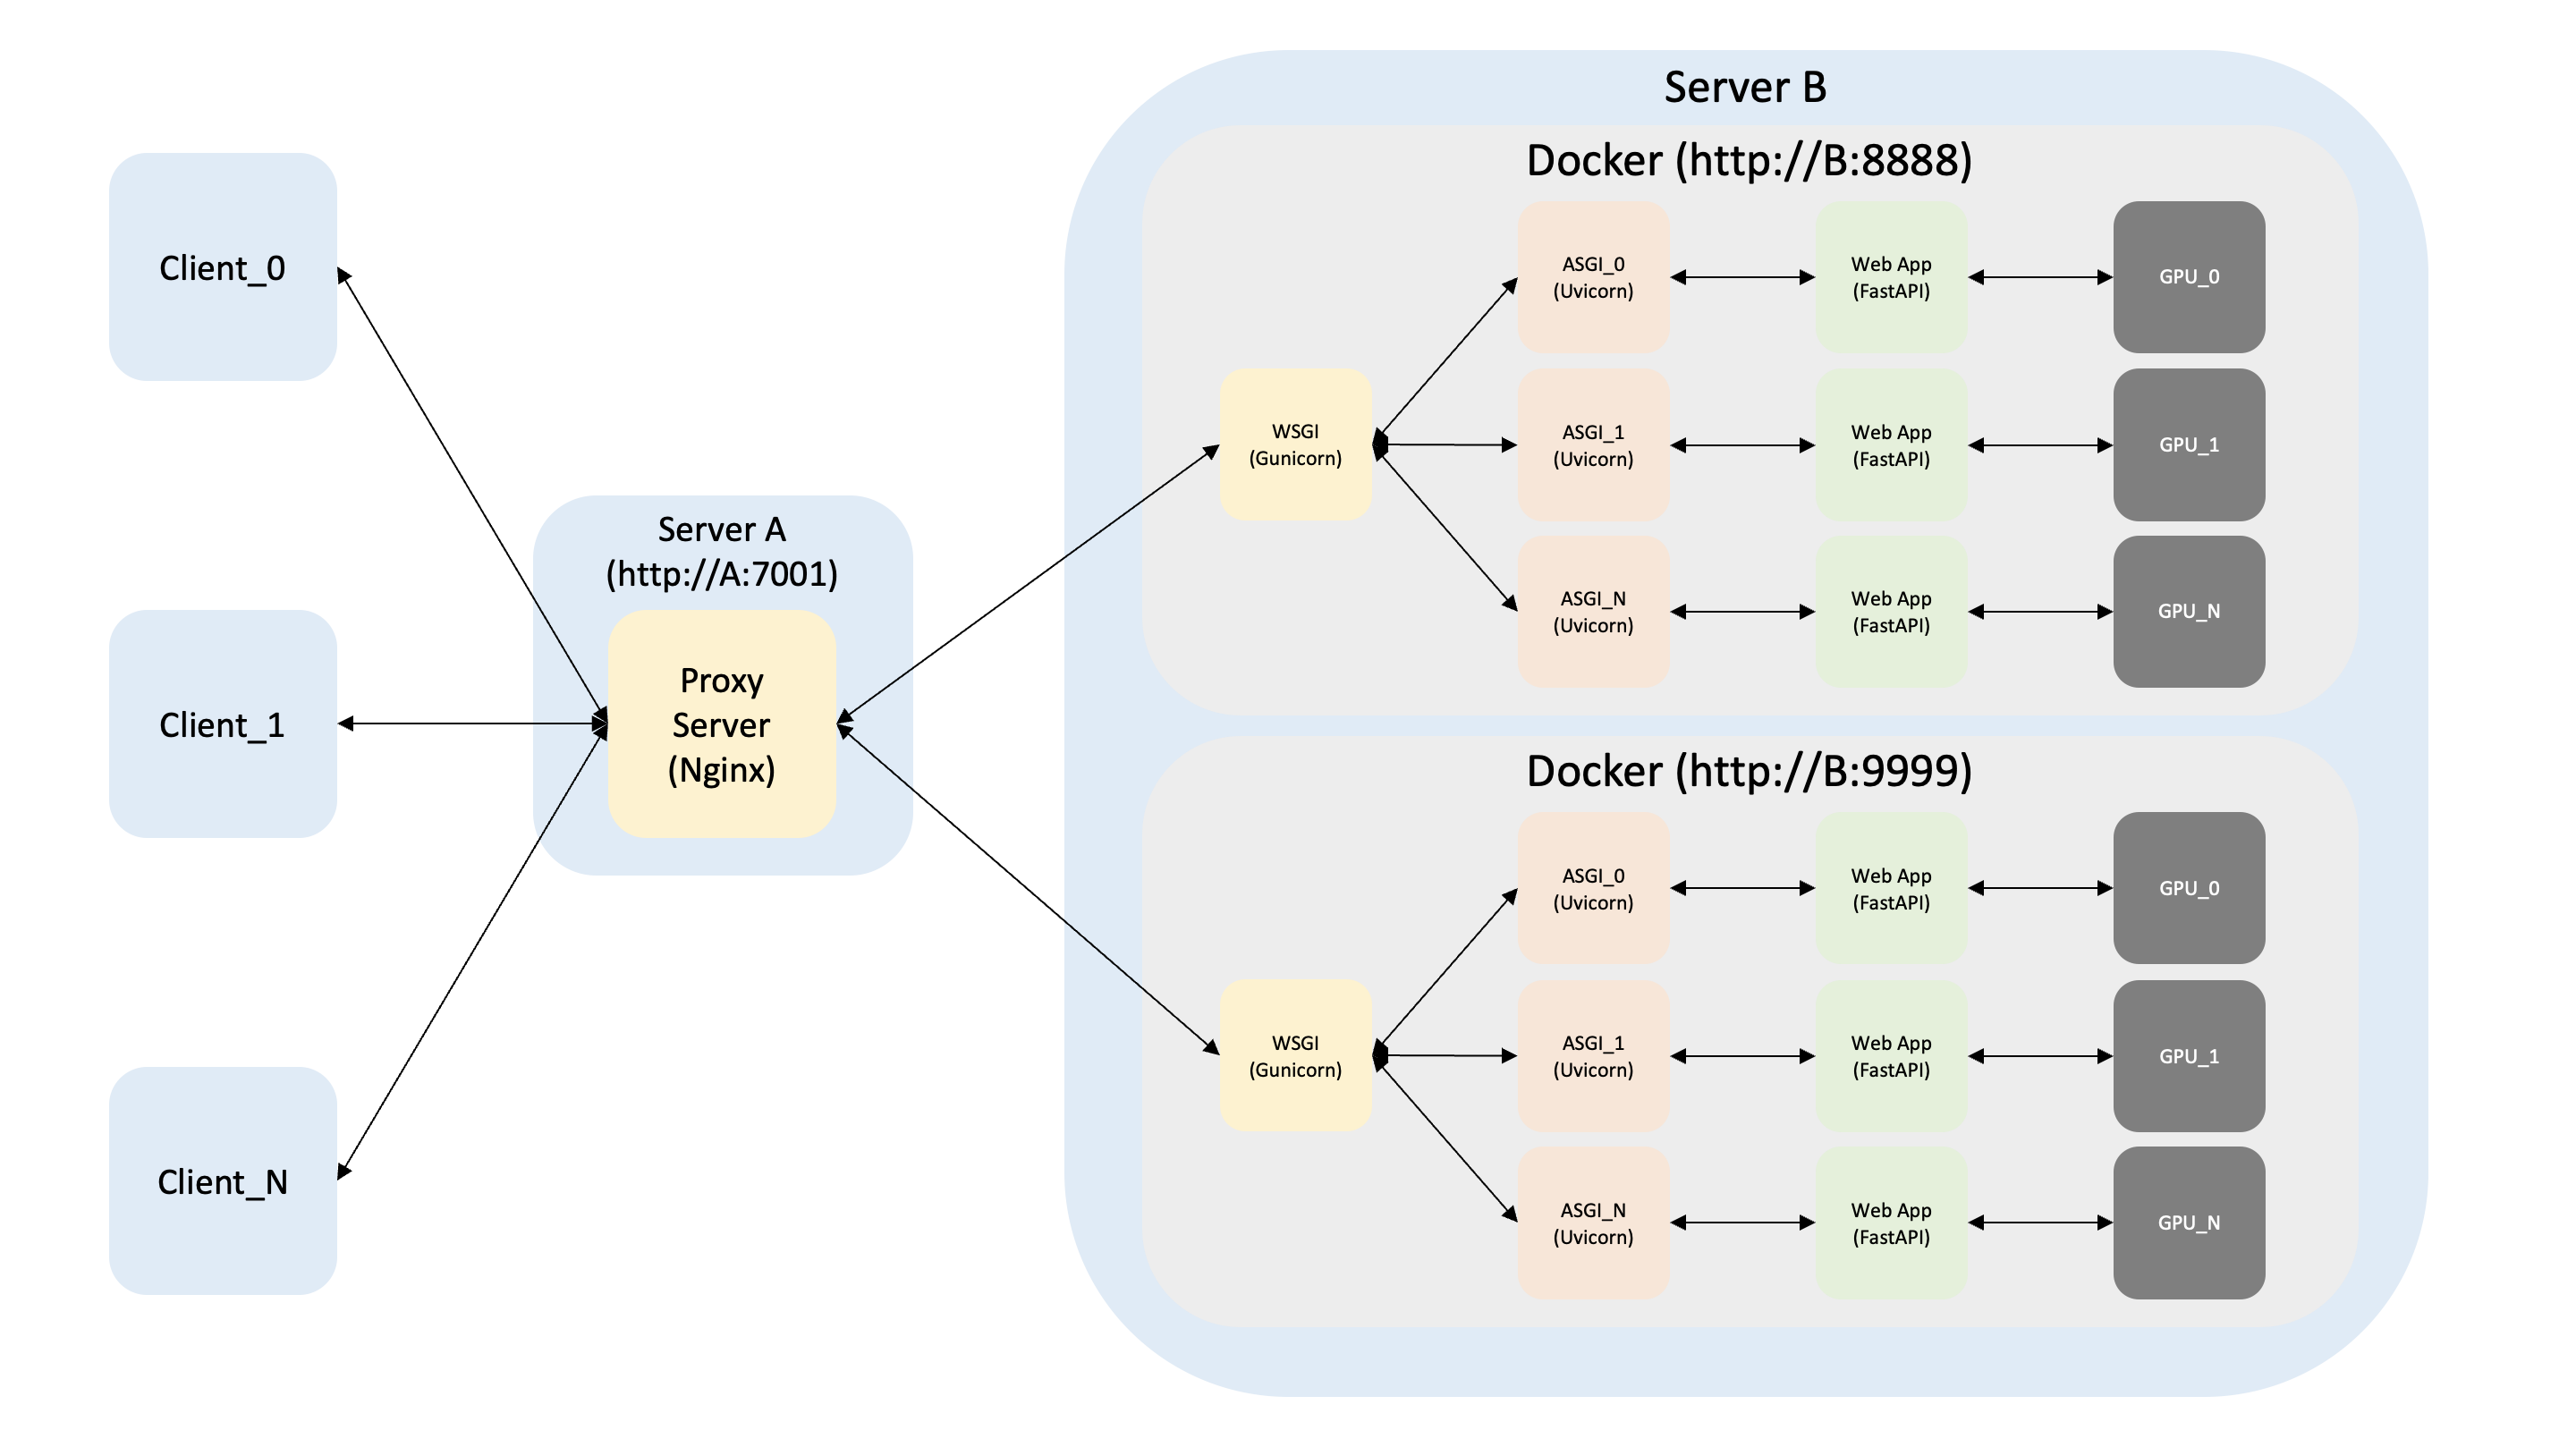 Client_0
Client_1
Client_N
Server A
(http://A:7001)
Proxy
Server
(Nginx)
Server B
Docker (http://B:8888)
WSGI
(Gunicorn)
ASGI_0
(Uvicorn)
Web App
(FastAPI)
GPU_0
ASGI_1
(Uvicorn)
Web App
(FastAPI)
GPU_1
ASGI_N
(Uvicorn)
Web App
(FastAPI)
GPU_N
Docker (http://B:9999)
WSGI
(Gunicorn)
ASGI_0
(Uvicorn)
Web App
(FastAPI)
GPU_0
ASGI_1
(Uvicorn)
Web App
(FastAPI)
GPU_1
ASGI_N
(Uvicorn)
Web App
(FastAPI)
GPU_N